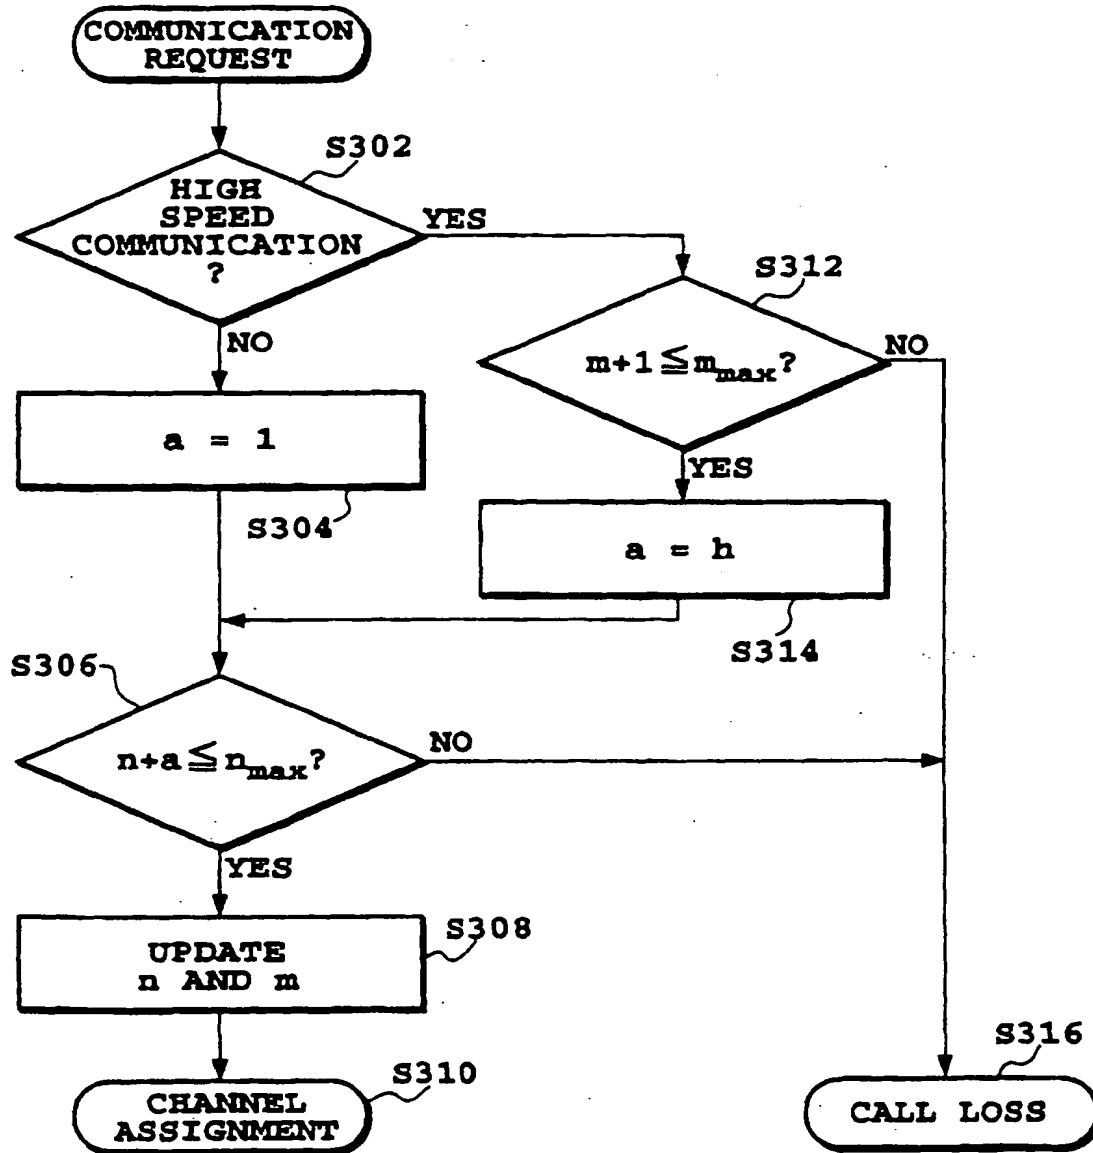 COMMUNICATION
REQUEST
S302
HIGH
SPEED
COMMUNICATION
?
YES
NO
S312
m+1≦mmax?
NO
YES
a = 1
S304
a = h
S314
S306
n+a≦nmax?
NO
YES
UPDATE
n AND m
S308
CHANNEL
ASSIGNMENT
S310
S316
CALL LOSS